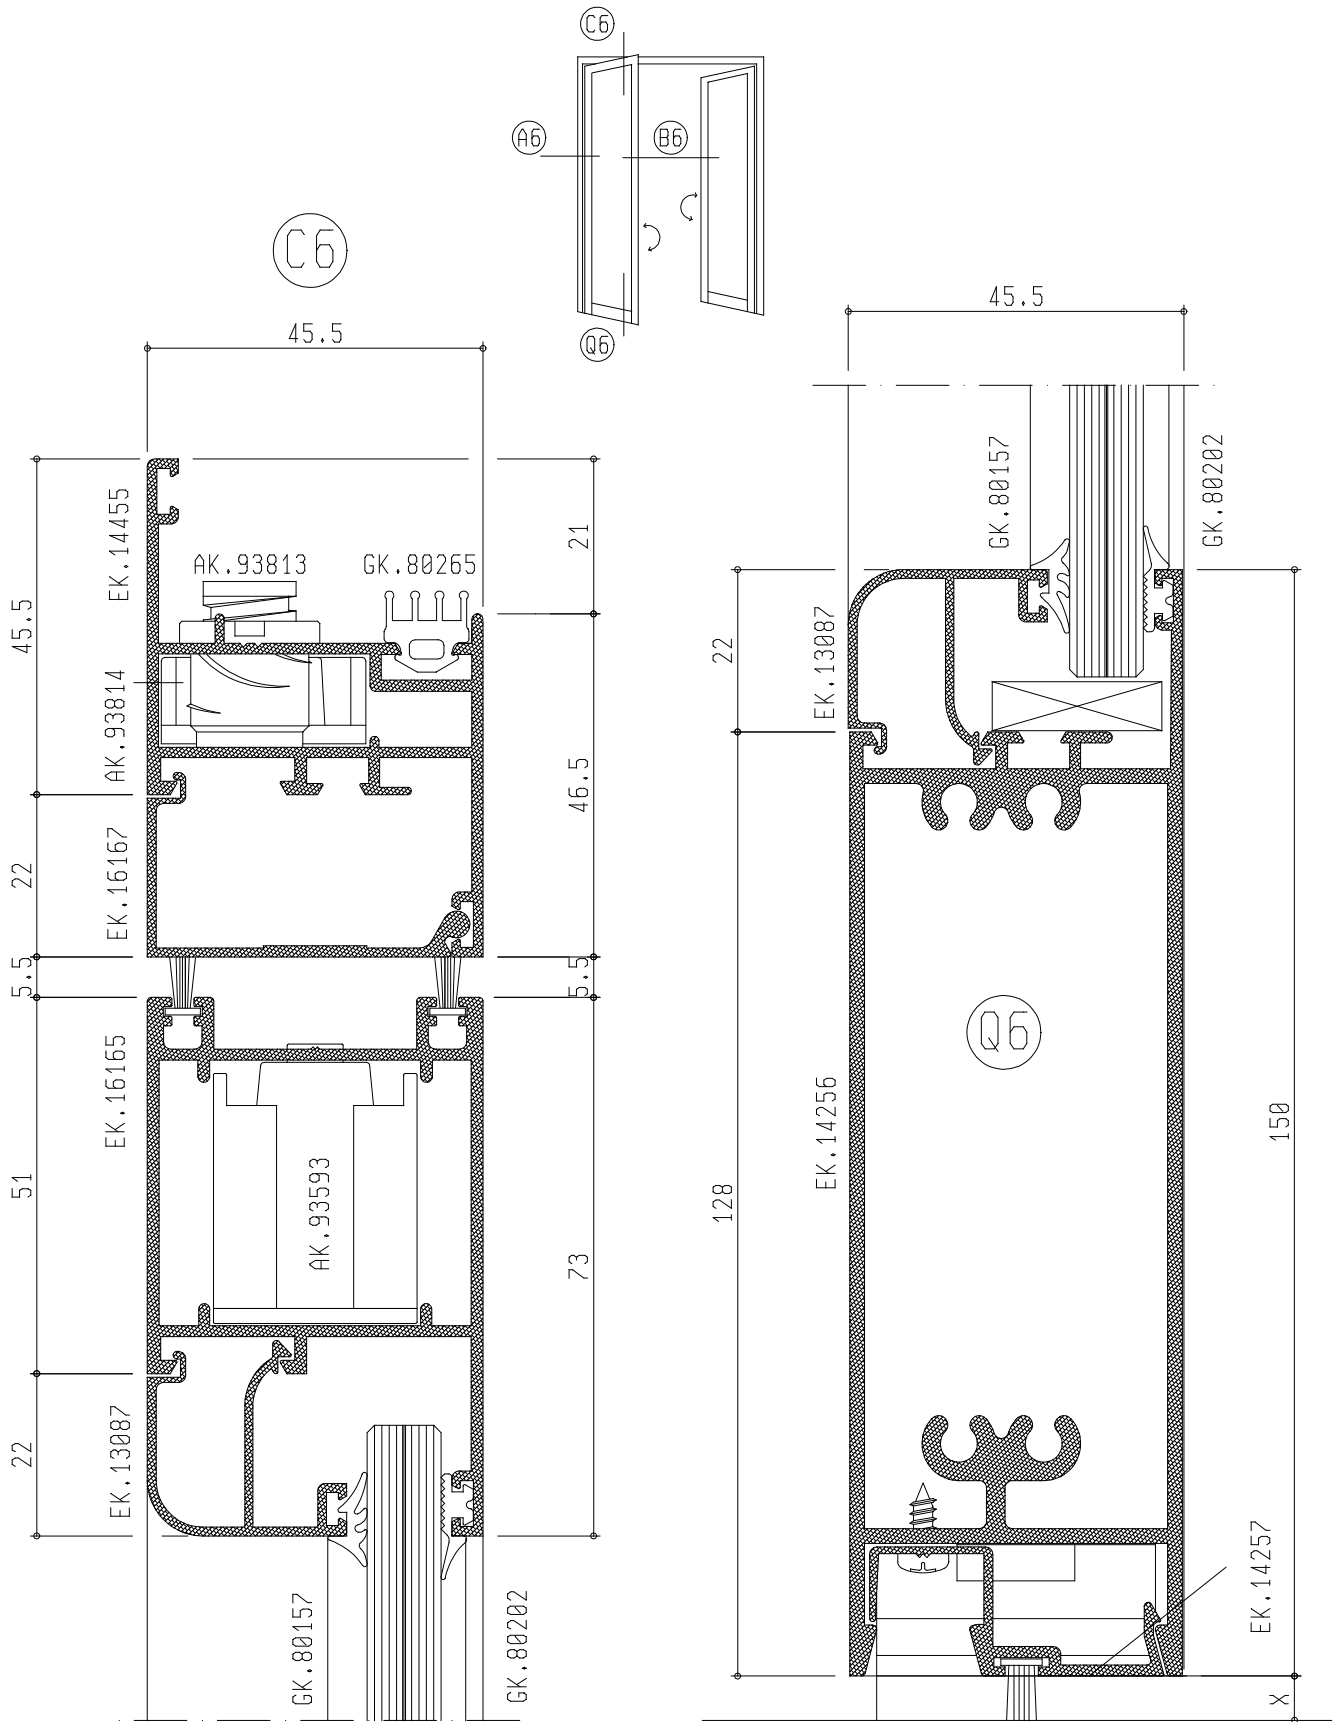 C6
A6
B6
Q6
C6
45.5
45.5
EK.14455
AK.93813
GK.80265
21
45.5
AK.93814
46.5
22
EK.16167
5.5
5.5
EK.16165
51
AK.93593
73
EK.13087
22
GK.80157
GK.80202
GK.80157
GK.80202
22
EK.13087
Q6
EK.14256
128
150
EK.14257
X